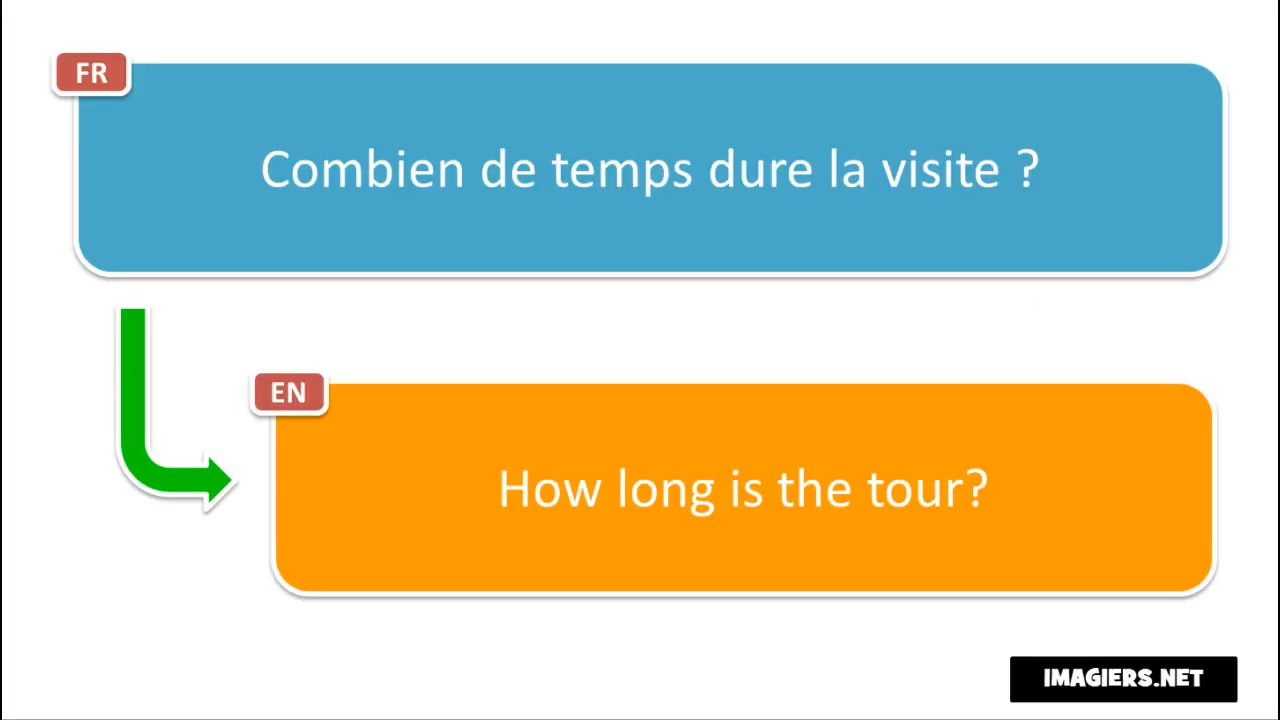 FR
Combien de temps dure la visite ?
EN
How long is the tour?
IMAGIERS.NET